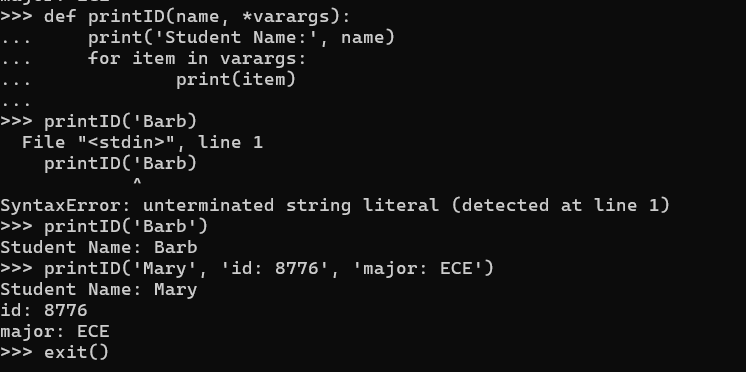 >>> def printID(name, *varargs):
...     print('Student Name:', name)
...     for item in varargs:
...             print(item)
...
>>> printID('Barb)
  File "<stdin>", line 1
    printID('Barb)
            ^
SyntaxError: unterminated string literal (detected at line 1)
>>> printID('Barb')
Student Name: Barb
>>> printID('Mary', 'id: 8776', 'major: ECE')
Student Name: Mary
id: 8776
major: ECE
>>> exit()